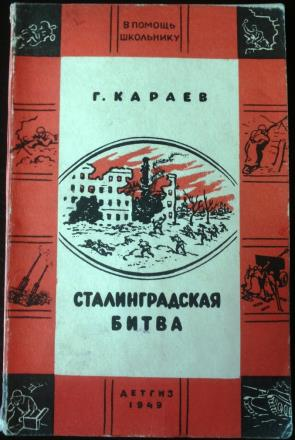 В ПОМОЩЬ
ШКОЛЬНИКУ
Г. КАРАЕВ
СТАЛИНГРАДСКАЯ
БИТВА
ДЕТГИЗ
1949